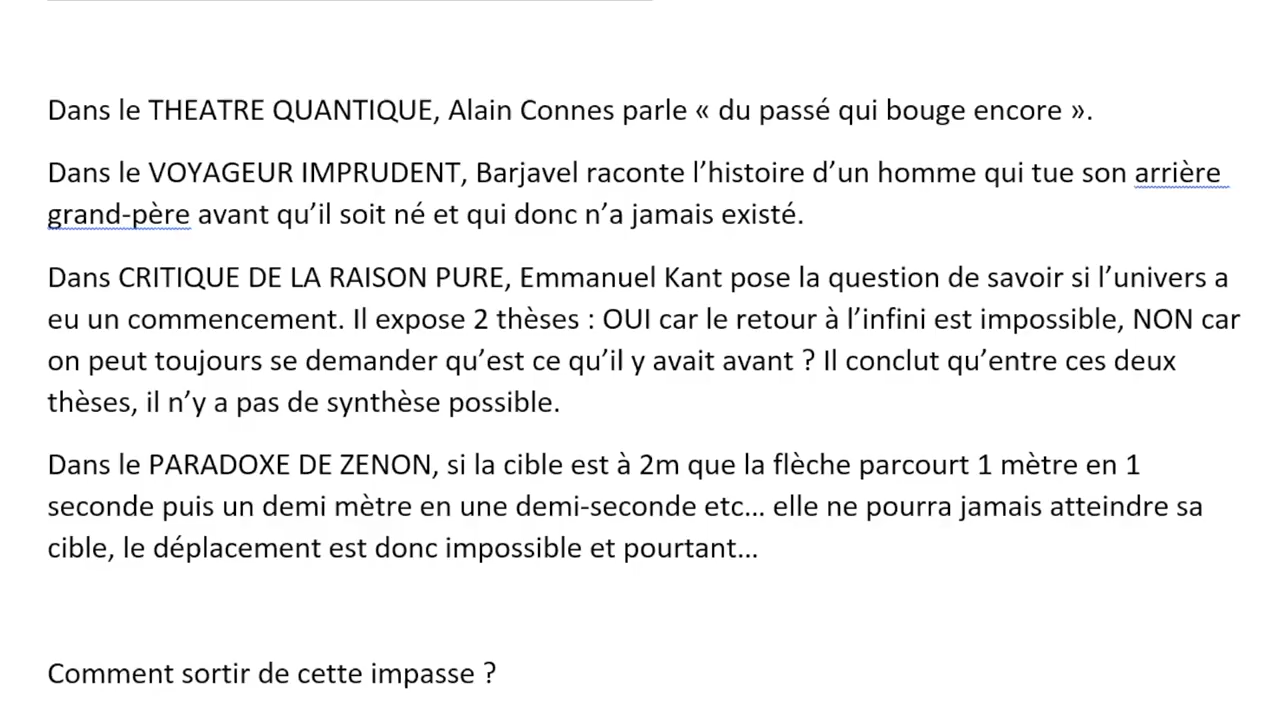 Dans le THEATRE QUANTIQUE, Alain Connes parle « du passé qui bouge encore ».
Dans le VOYAGEUR IMPRUDENT, Barjavel raconte l’histoire d’un homme qui tue son arrière
grand-père avant qu’il soit né et qui donc n’a jamais existé.
Dans CRITIQUE DE LA RAISON PURE, Emmanuel Kant pose la question de savoir si l’univers a
eu un commencement. Il expose 2 thèses : OUI car le retour à l’infini est impossible, NON car
on peut toujours se demander qu’est ce qu’il y avait avant ? Il conclut qu’entre ces deux
thèses, il n’y a pas de synthèse possible.
Dans le PARADOXE DE ZENON, si la cible est à 2m que la flèche parcourt 1 mètre en 1
seconde puis un demi mètre en une demi-seconde etc… elle ne pourra jamais atteindre sa
cible, le déplacement est donc impossible et pourtant…
Comment sortir de cette impasse ?